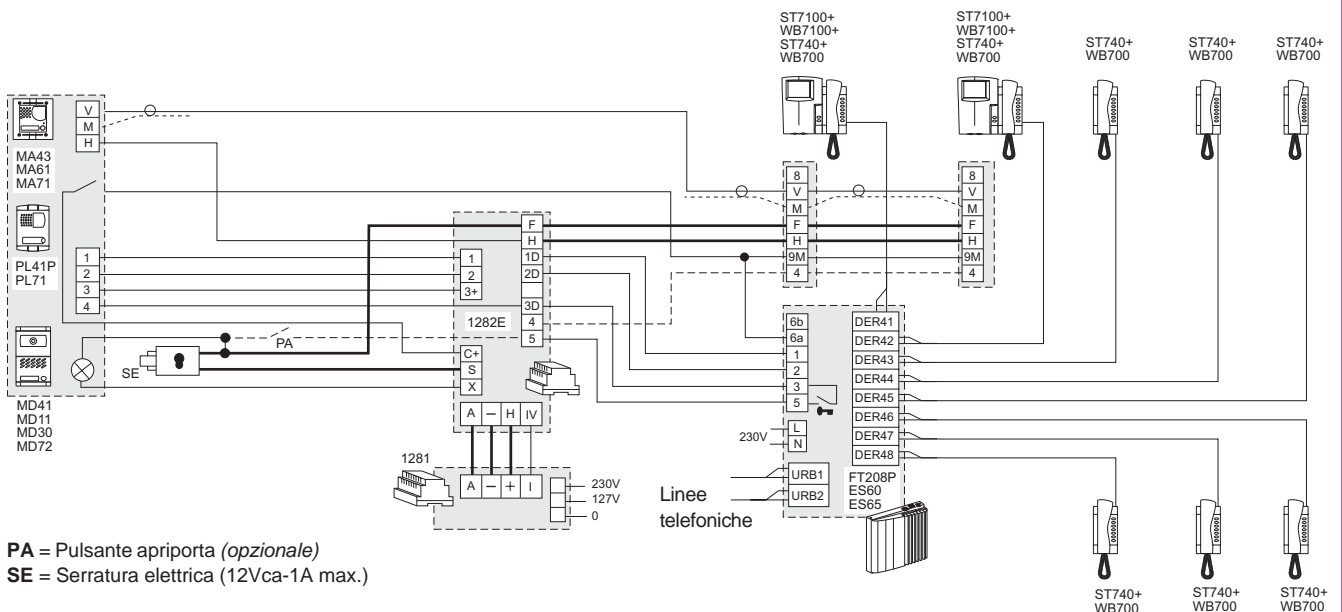 ST7100+
WB7100+
ST740+
WB700
ST7100+
WB7100+
ST740+
WB700
ST740+
WB700
ST740+
WB700
ST740+
WB700
V
M
H
MA43
MA61
MA71
PL41P
PL71
1
2
3
4
MD41
MD11
MD30
MD72
SE
PA
1
2
3+
1282E
C+
S
X
F
H
1D
2D
3D
4
5
A
–
H
IV
1281
A
–
+
I
230V
127V
0
8
V
M
F
H
9M
4
8
V
M
F
H
9M
4
6b
6a
1
2
3
5
230V
L
N
URB1
URB2
DER41
DER42
DER43
DER44
DER45
DER46
DER47
DER48
FT208P
ES60
ES65
Linee
telefoniche
ST740+
WB700
ST740+
WB700
ST740+
WB700
PA = Pulsante apriporta (opzionale)
SE = Serratura elettrica (12Vca-1A max.)